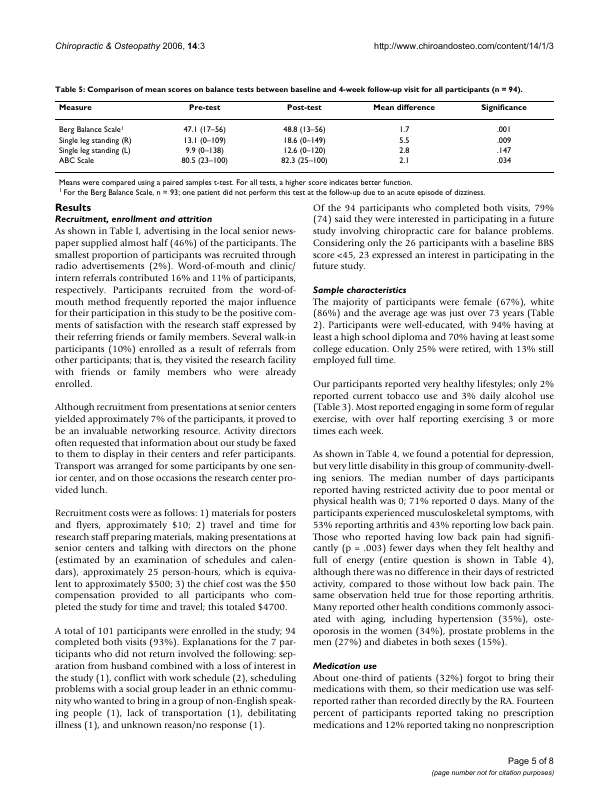 Chiropractic & Osteopathy 2006, 14:3 http://www.chiroandosteo.com/content/14/1/3
Table 5: Comparison of mean scores on balance tests between baseline and 4-week follow-up visit for all participants (n = 94).
Measure Pre-test Post-test Mean difference Significance
Berg Balance Scale1 47.1 (17–56) 48.8 (13–56) 1.7 .001
Single leg standing (R) 13.1 (0–109) 18.6 (0–149) 5.5 .009
Single leg standing (L) 9.9 (0–138) 12.6 (0–120) 2.8 .147
ABC Scale 80.5 (23–100) 82.3 (25–100) 2.1 .034
Means were compared using a paired samples t-test. For all tests, a higher score indicates better function.
1 For the Berg Balance Scale, n = 93; one participant did not perform this test at the follow-up due to an acute episode of dizziness.
Results
Recruitment, enrollment and attrition
As shown in Table I, advertising in the local senior news-
paper supplied almost half (46%) of the participants. The
smallest proportion of participants was recruited through
radio advertisements (2%). Word-of-mouth and clinic/
intern referrals contributed 16% and 11% of participants,
respectively. Participants recruited from the word-of-
mouth method frequently reported the major influence
for their participation in this study to be the positive com-
ments of satisfaction with the research staff expressed by
their referring friends or family members. Several walk-in
participants (10%) enrolled as a result of referrals from
other participants; that is, they visited the research facility
with friends or family members who were already
enrolled.
Although recruitment from presentations at senior centers
yielded approximately 7% of the participants, it proved to
be an invaluable networking resource. Activity directors
often requested that information about our study be faxed
to them to display in their centers and refer participants.
Transport was arranged for some participants by one sen-
ior center, and on those occasions the research center pro-
vided lunch.
Recruitment costs were as follows: 1) materials for posters
and flyers, approximately $10; 2) travel and time for
research staff preparing materials, making presentations at
senior centers and talking with directors on the phone
(estimated by an examination of schedules and calen-
dars), approximately 25 person-hours, which is equiva-
lent to approximately $500; 3) the chief cost was the $50
compensation provided to all participants who com-
pleted the study for time and travel; this totaled $4700.
A total of 101 participants were enrolled in the study; 94
completed both visits (93%). Explanations for the 7 par-
ticipants who did not return involved the following: sep-
aration from husband combined with a loss of interest in
the study (1), conflict with work schedule (2), scheduling
problems with a social group leader in an ethnic commu-
nity who wanted to bring in a group of non-English speak-
ing people (1), lack of transportation (1), debilitating
illness (1), and unknown reason/no response (1).
Of the 94 participants who completed both visits, 79%
(74) said they were interested in participating in a future
study involving chiropractic care for balance problems.
Considering only the 26 participants with a baseline BBS
score <45, 23 expressed an interest in participating in the
future study.
Sample characteristics
The majority of participants were female (67%), white
(86%) and the average age was just over 73 years (Table
2). Participants were well-educated, with 94% having at
least a high school diploma and 70% having at least some
college education. Only 25% were retired, with 13% still
employed full time.
Our participants reported very healthy lifestyles; only 2%
reported current tobacco use and 3% daily alcohol use
(Table 3). Most reported engaging in some form of regular
exercise, with over half reporting exercising 3 or more
times each week.
As shown in Table 4, we found a potential for depression,
but very little disability in this group of community-dwell-
ing seniors. The median number of days participants
reported having restricted activity due to poor mental or
physical health was 0; 71% reported 0 days. Many of the
participants experienced musculoskeletal symptoms, with
53% reporting arthritis and 43% reporting low back pain.
Those who reported having low back pain had signifi-
cantly (p = .003) fewer days when they felt healthy and
full of energy (entire question is shown in Table 4),
although there was no difference in their days of restricted
activity, compared to those without low back pain. The
same observation held true for those reporting arthritis.
Many reported other health conditions commonly associ-
ated with aging, including hypertension (35%), oste-
oporosis in the women (34%), prostate problems in the
men (27%) and diabetes in both sexes (15%).
Medication use
About one-third of patients (32%) forgot to bring their
medications with them, so their medication use was self-
reported rather than recorded directly by the RA. Fourteen
percent of participants reported taking no prescription
medications and 12% reported taking no nonprescription
Page 5 of 8
(page number not for citation purposes)